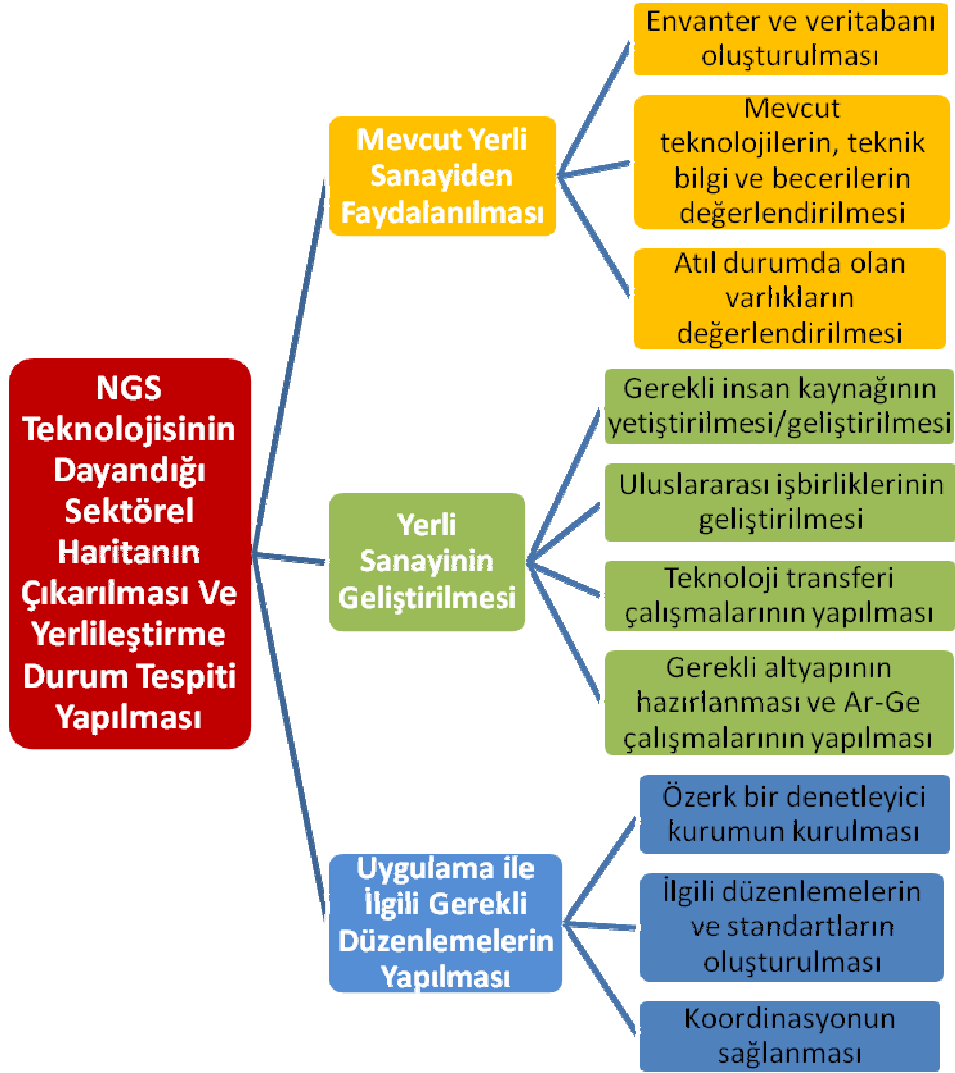 NGS
Teknolojisinin
Dayandığı
Sektörel
Haritanın
Çıkarılması Ve
Yerlileştirme
Durum Tespiti
Yapılması
Mevcut Yerli
Sanayiden
Faydalanılması
Envanter ve veritabanı
oluşturulması
Mevcut
teknolojilerin, teknik
bilgi ve becerilerin
değerlendirilmesi
Atıl durumda olan
varlıkların
değerlendirilmesi
Yerli
Sanayinin
Geliştirilmesi
Gerekli insan kaynağının
yetiştirilmesi/geliştirilmesi
Uluslararası işbirliklerinin
geliştirilmesi
Teknoloji transferi
çalışmalarının yapılması
Gerekli altyapının
hazırlanması ve Ar-Ge
çalışmalarının yapılması
Uygulama ile
İlgili Gerekli
Düzenlemelerin
Yapılması
Özerk bir denetleyici
kurumun kurulması
İlgili düzenlemelerin
ve standartların
oluşturulması
Koordinasyonun
sağlanması